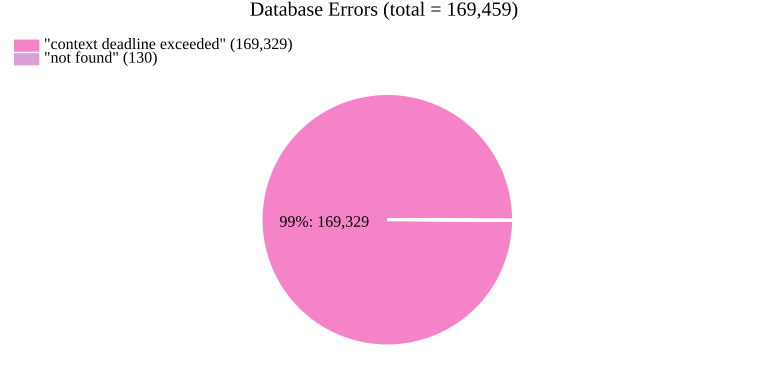 Database Errors (total = 169,459)
"context deadline exceeded" (169,329)
"not found" (130)
99%: 169,329